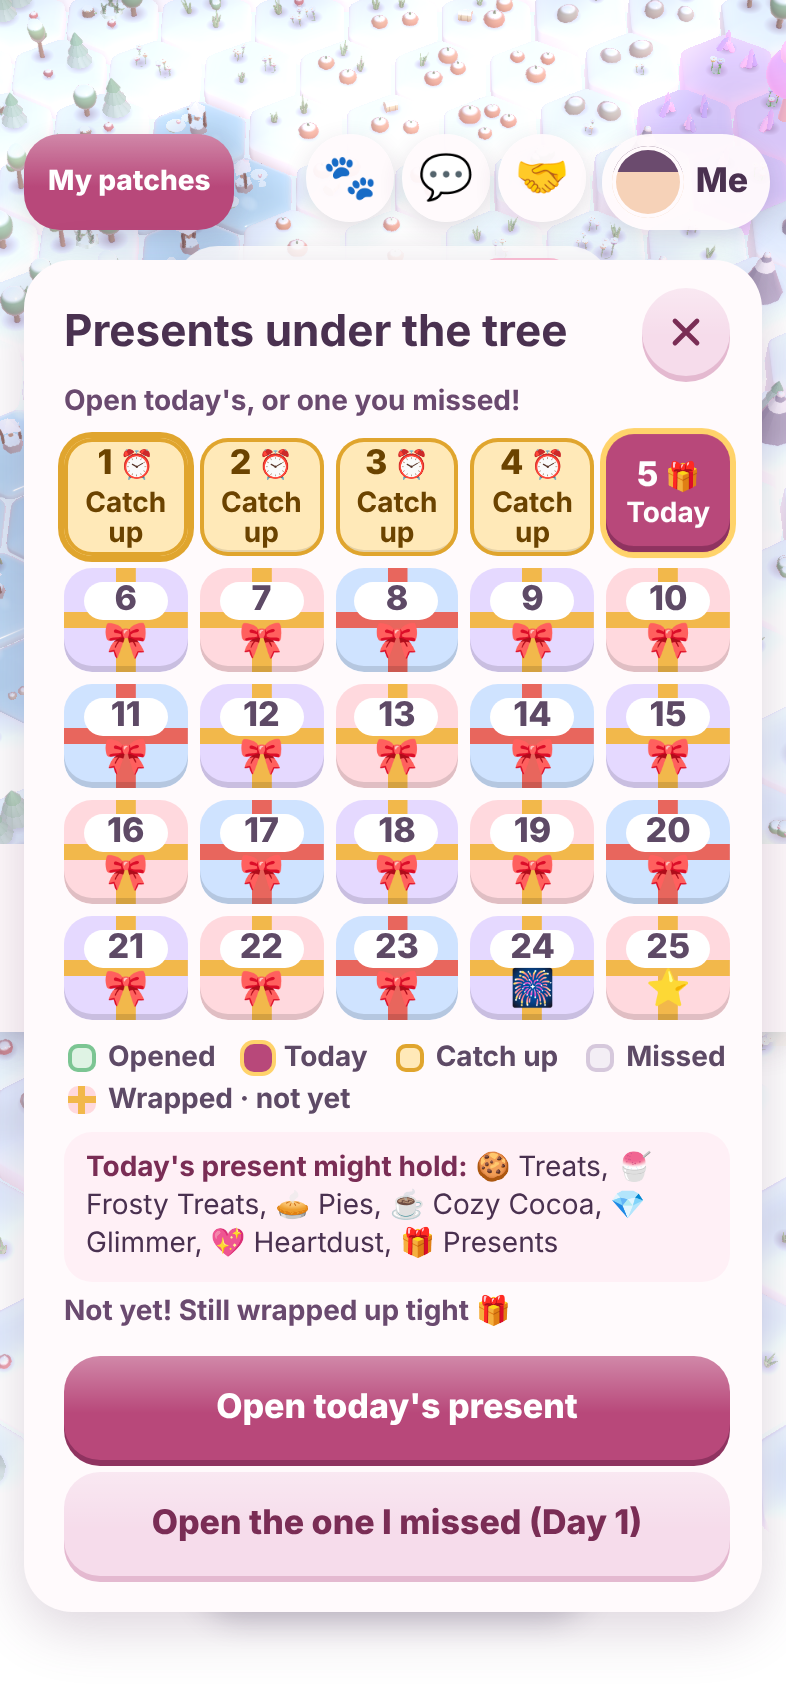 My patches
Me
Presents under the tree
Open today's, or one you missed!
1
Catch
up
2
Catch
up
3
Catch
up
4
Catch
up
5
Today
6 7 8 9 10
11 12 13 14 15
16 17 18 19 20
21 22 23 24 25
Opened Today Catch up Missed
Wrapped · not yet
Today's present might hold: 🍪 Treats, 🍧
Frosty Treats, 🥧 Pies, ☕ Cozy Cocoa, 💎
Glimmer, 💖 Heartdust, 🎁 Presents
Not yet! Still wrapped up tight 🎁
Open today's present
Open the one I missed (Day 1)